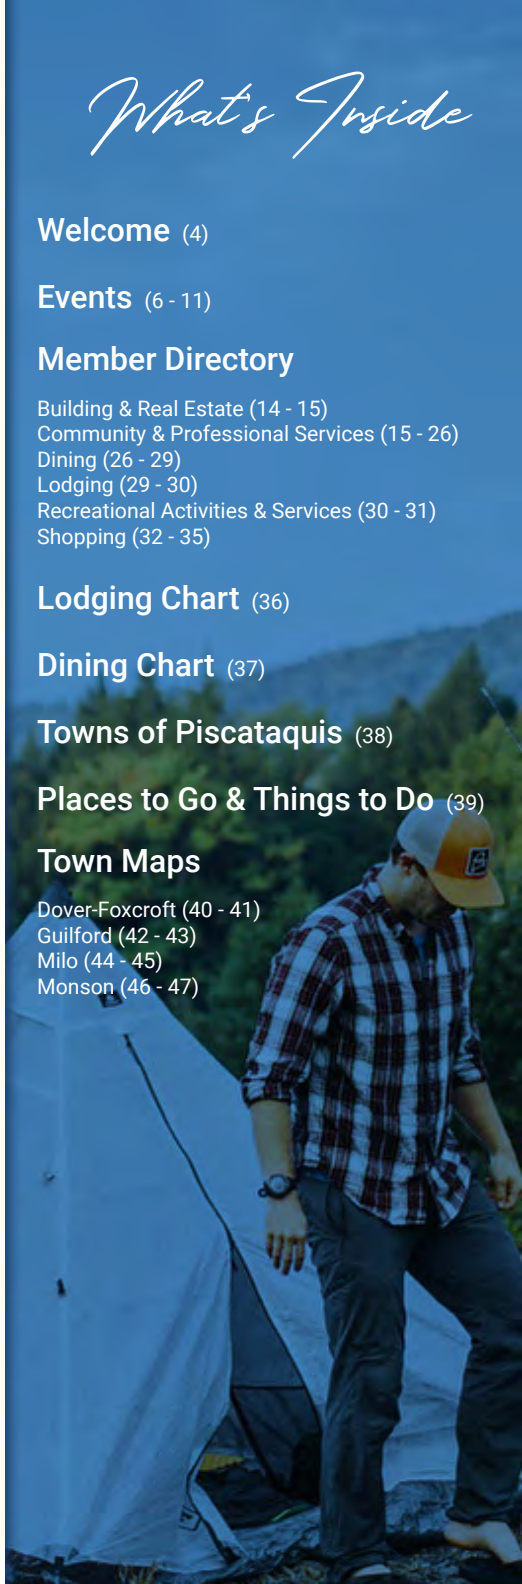 What's Inside
Welcome (4)
Events (6 - 11)
Member Directory
Building & Real Estate (14 - 15)
Community & Professional Services (15 - 26)
Dining (26 - 29)
Lodging (29 - 30)
Recreational Activities & Services (30 - 31)
Shopping (32 - 35)
Lodging Chart (36)
Dining Chart (37)
Towns of Piscataquis (38)
Places to Go & Things to Do (39)
Town Maps
Dover-Foxcroft (40 - 41)
Guilford (42 - 43)
Milo (44 - 45)
Monson (46 - 47)